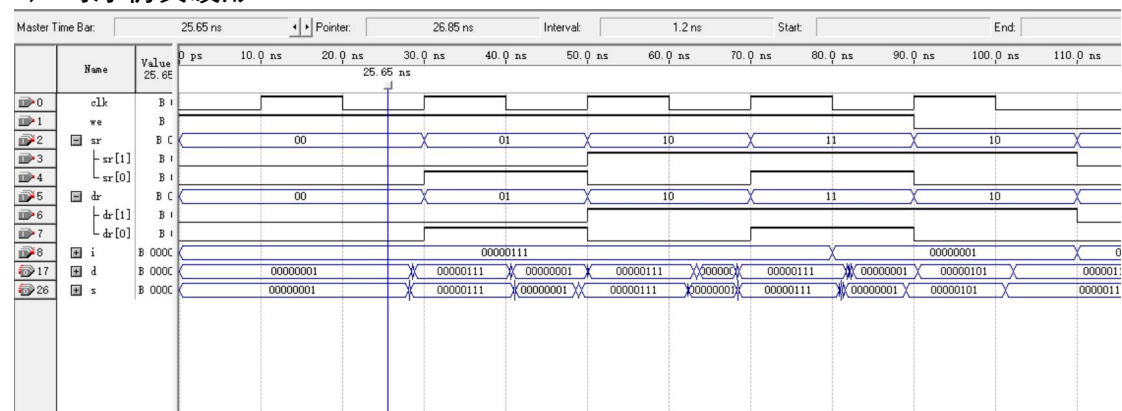 Master Time Bar: 25.65 ns Pointer: 26.85 ns Interval: 1.2 ns Start: End:
Name Value 25.65 0 ps 10.0 ns 20.0 ns 30.0 ns 40.0 ns 50.0 ns 60.0 ns 70.0 ns 80.0 ns 90.0 ns 100.0 ns 110.0 ns
25.65 ns
0 clk B
1 we B
2 sr B 00 01 10 11 10
3 sr[1] B
4 sr[0] B
5 dr B 00 01 10 11 10
6 dr[1] B
7 dr[0] B
8 i B 0000 00000111 00000001
17 d B 0000 00000001 00000111 00000001 00000111 00000111 00000001 00000101
26 s B 0000 00000001 00000111 00000001 00000111 00000001 00000111 00000001 00000101